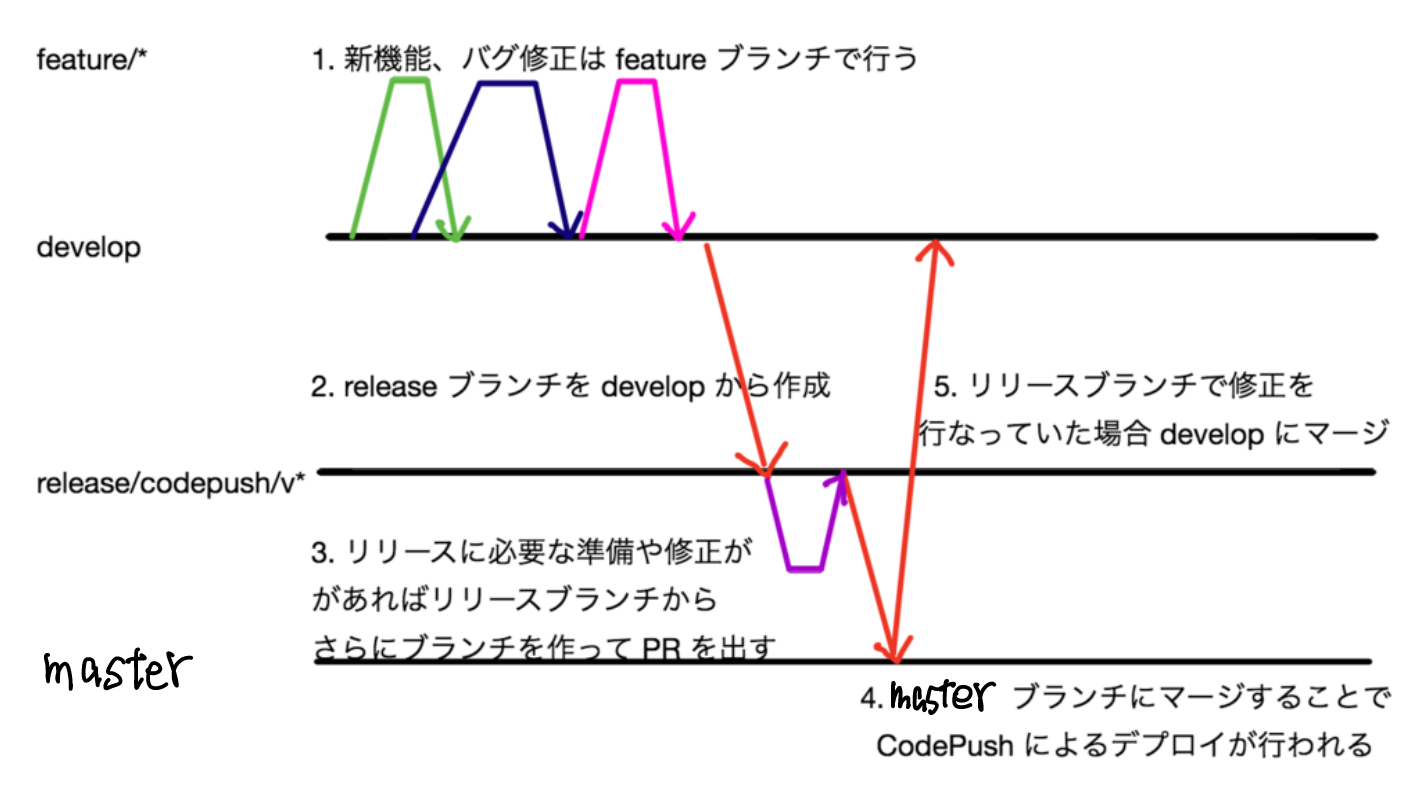 feature/*
1. 新機能、バグ修正は feature ブランチで行う
develop
2. release ブランチを develop から作成
5. リリースブランチで修正を
行なっていた場合 develop にマージ
release/codepush/v*
3. リリースに必要な準備や修正が
があればリリースブランチから
さらにブランチを作って PR を出す
master
4. master ブランチにマージすることで
CodePush によるデプロイが行われる